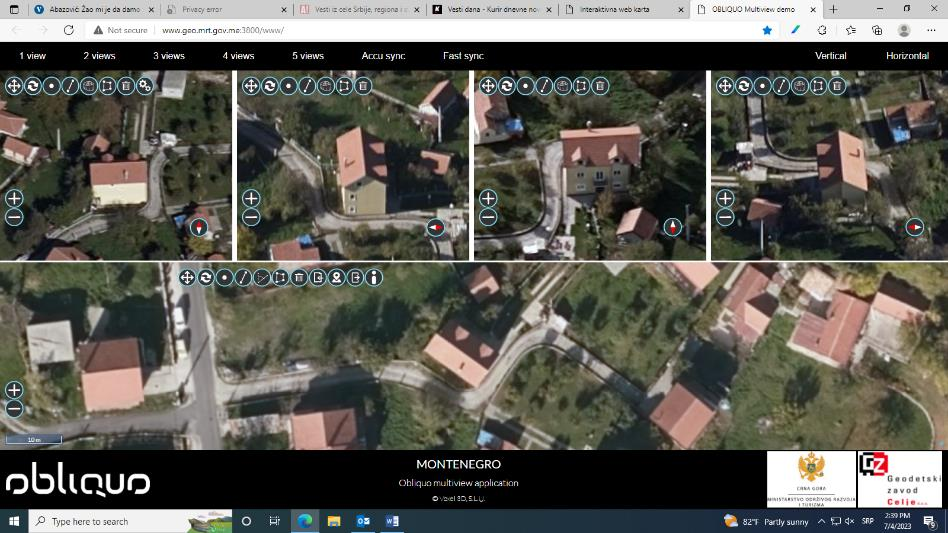 Abazović: Žao mi je da damo
Privacy error
Vesti iz cele Srbije, regiona i s
Vesti dana - Kurir dnevne nov
Interaktivna web karta
OBLIQUO Multiview demo
Not secure | www.geo.mrt.gov.me:3000/www/
1 view 2 views 3 views 4 views 5 views Accu sync Fast sync Vertical Horizontal
10 m
obliquo
MONTENEGRO
Obliquo multiview application
© Voxel 3D, S.L.U.
CRNA GORA
MINISTARSTVO ODRŽIVOG RAZVOJA
I TURIZMA
GZ
Geodetski
zavod
Celje d.o.o.
Type here to search
82°F Partly sunny
SRP
2:39 PM
7/4/2023
9